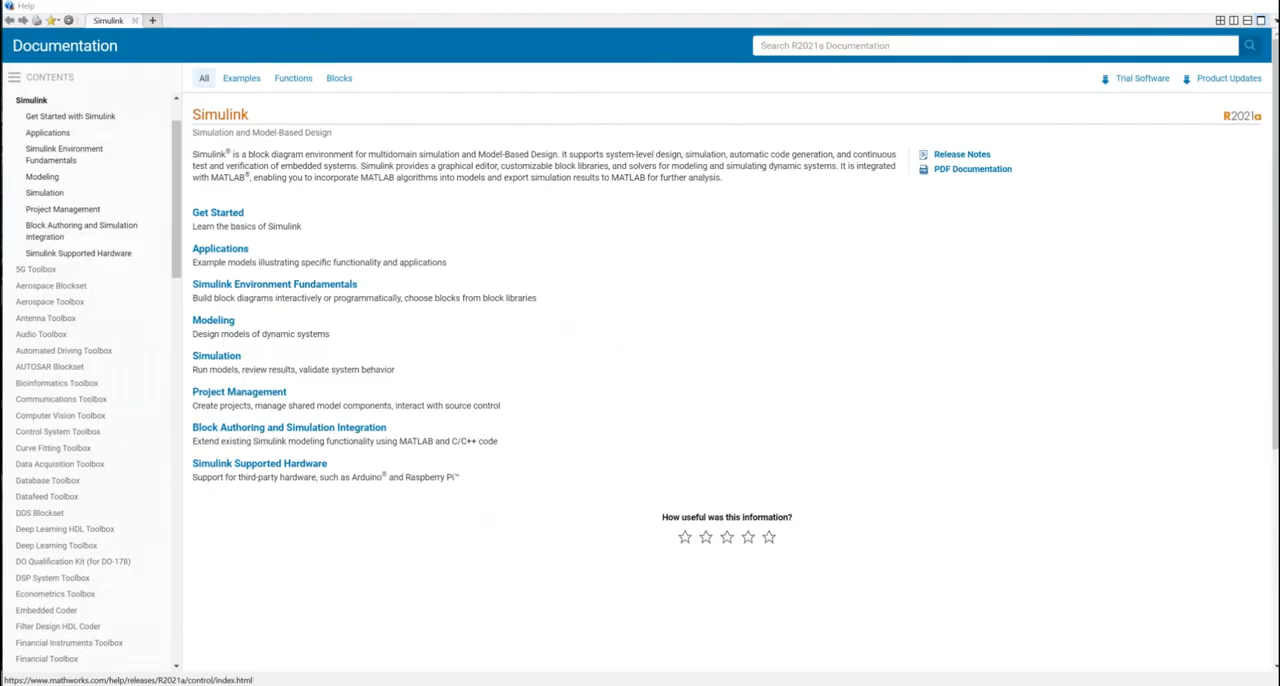 Help
Simulink
Documentation
Search R2021a Documentation
CONTENTS
Simulink
Get Started with Simulink
Applications
Simulink Environment
Fundamentals
Modeling
Simulation
Project Management
Block Authoring and Simulation
Integration
Simulink Supported Hardware
5G Toolbox
Aerospace Blockset
Aerospace Toolbox
Antenna Toolbox
Audio Toolbox
Automated Driving Toolbox
AUTOSAR Blockset
Bioinformatics Toolbox
Communications Toolbox
Computer Vision Toolbox
Control System Toolbox
Curve Fitting Toolbox
Data Acquisition Toolbox
Database Toolbox
Datafeed Toolbox
DDS Blockset
Deep Learning HDL Toolbox
Deep Learning Toolbox
DO Qualification Kit (for DO-178)
DSP System Toolbox
Econometrics Toolbox
Embedded Coder
Filter Design HDL Coder
Financial Instruments Toolbox
Financial Toolbox
All Examples Functions Blocks
Trial Software Product Updates
Simulink
R2021a
Simulation and Model-Based Design
Simulink® is a block diagram environment for multidomain simulation and Model-Based Design. It supports system-level design, simulation, automatic code generation, and continuous
test and verification of embedded systems. Simulink provides a graphical editor, customizable block libraries, and solvers for modeling and simulating dynamic systems. It is integrated
with MATLAB®, enabling you to incorporate MATLAB algorithms into models and export simulation results to MATLAB for further analysis.
Release Notes
PDF Documentation
Get Started
Learn the basics of Simulink
Applications
Example models illustrating specific functionality and applications
Simulink Environment Fundamentals
Build block diagrams interactively or programmatically, choose blocks from block libraries
Modeling
Design models of dynamic systems
Simulation
Run models, review results, validate system behavior
Project Management
Create projects, manage shared model components, interact with source control
Block Authoring and Simulation Integration
Extend existing Simulink modeling functionality using MATLAB and C/C++ code
Simulink Supported Hardware
Support for third-party hardware, such as Arduino® and Raspberry Pi™
How useful was this information?
https://www.mathworks.com/help/releases/R2021a/control/index.html